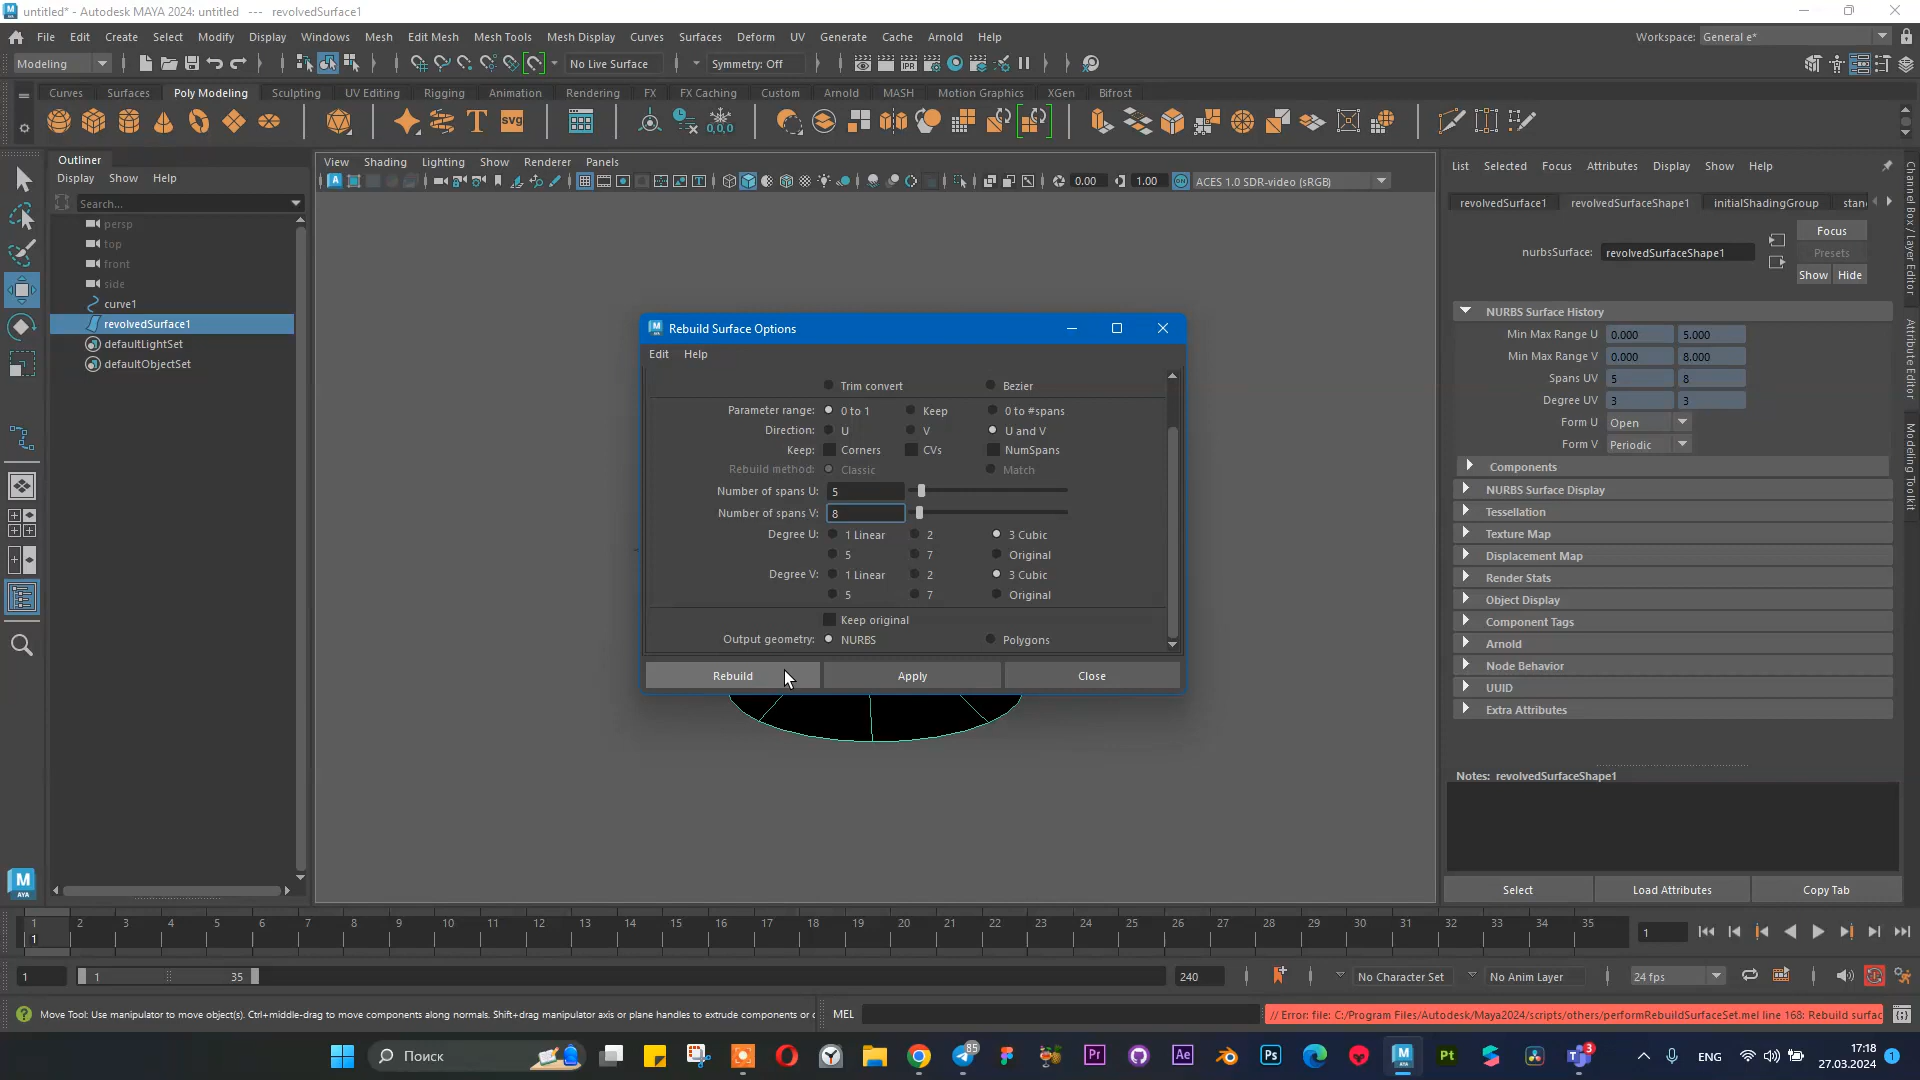 untitled* - Autodesk MAYA 2024: untitled   ---   revolvedSurface1
File Edit Create Select Modify Display Windows Mesh Edit Mesh Mesh Tools Mesh Display Curves Surfaces Deform UV Generate Cache Arnold Help
Workspace: General e*
Modeling
No Live Surface
Symmetry: Off
Curves Surfaces Poly Modeling Sculpting UV Editing Rigging Animation Rendering FX FX Caching Custom Arnold MASH Motion Graphics XGen Bifrost
Outliner
Display Show Help
Search...
persp
top
front
side
curve1
revolvedSurface1
defaultLightSet
defaultObjectSet
View Shading Lighting Show Renderer Panels
0.00 1.00 ACES 1.0 SDR-video (sRGB)
Rebuild Surface Options
Edit Help
Trim convert Bezier
Parameter range: 0 to 1 Keep 0 to #spans
Direction: U V U and V
Keep: Corners CVs NumSpans
Rebuild method: Classic Match
Number of spans U: 5
Number of spans V: 8
Degree U: 1 Linear 2 3 Cubic
5 7 Original
Degree V: 1 Linear 2 3 Cubic
5 7 Original
Keep original
Output geometry: NURBS Polygons
Rebuild Apply Close
List Selected Focus Attributes Display Show Help
revolvedSurface1 revolvedSurfaceShape1 initialShadingGroup stan
Focus
nurbsSurface: revolvedSurfaceShape1
Presets
Show Hide
NURBS Surface History
Min Max Range U 0.000 5.000
Min Max Range V 0.000 8.000
Spans UV 5 8
Degree UV 3 3
Form U Open
Form V Periodic
Components
NURBS Surface Display
Tessellation
Texture Map
Displacement Map
Render Stats
Object Display
Component Tags
Arnold
Node Behavior
UUID
Extra Attributes
Notes: revolvedSurfaceShape1
Select Load Attributes Copy Tab
Channel Box / Layer Editor
Attribute Editor
Modeling Toolkit
1 2 3 4 5 6 7 8 9 10 11 12 13 14 15 16 17 18 19 20 21 22 23 24 25 26 27 28 29 30 31 32 33 34 35
1
1
1 1 35 240 No Character Set No Anim Layer 24 fps
Move Tool: Use manipulator to move object(s). Ctrl+middle-drag to move components along normals. Shift+drag manipulator axis or plane handles to extrude components or c
MEL
// Error: file: C:/Program Files/Autodesk/Maya2024/scripts/others/performRebuildSurfaceSet.mel line 168: Rebuild surfac
Поиск
85
3
ENG
17:18
27.03.2024
1